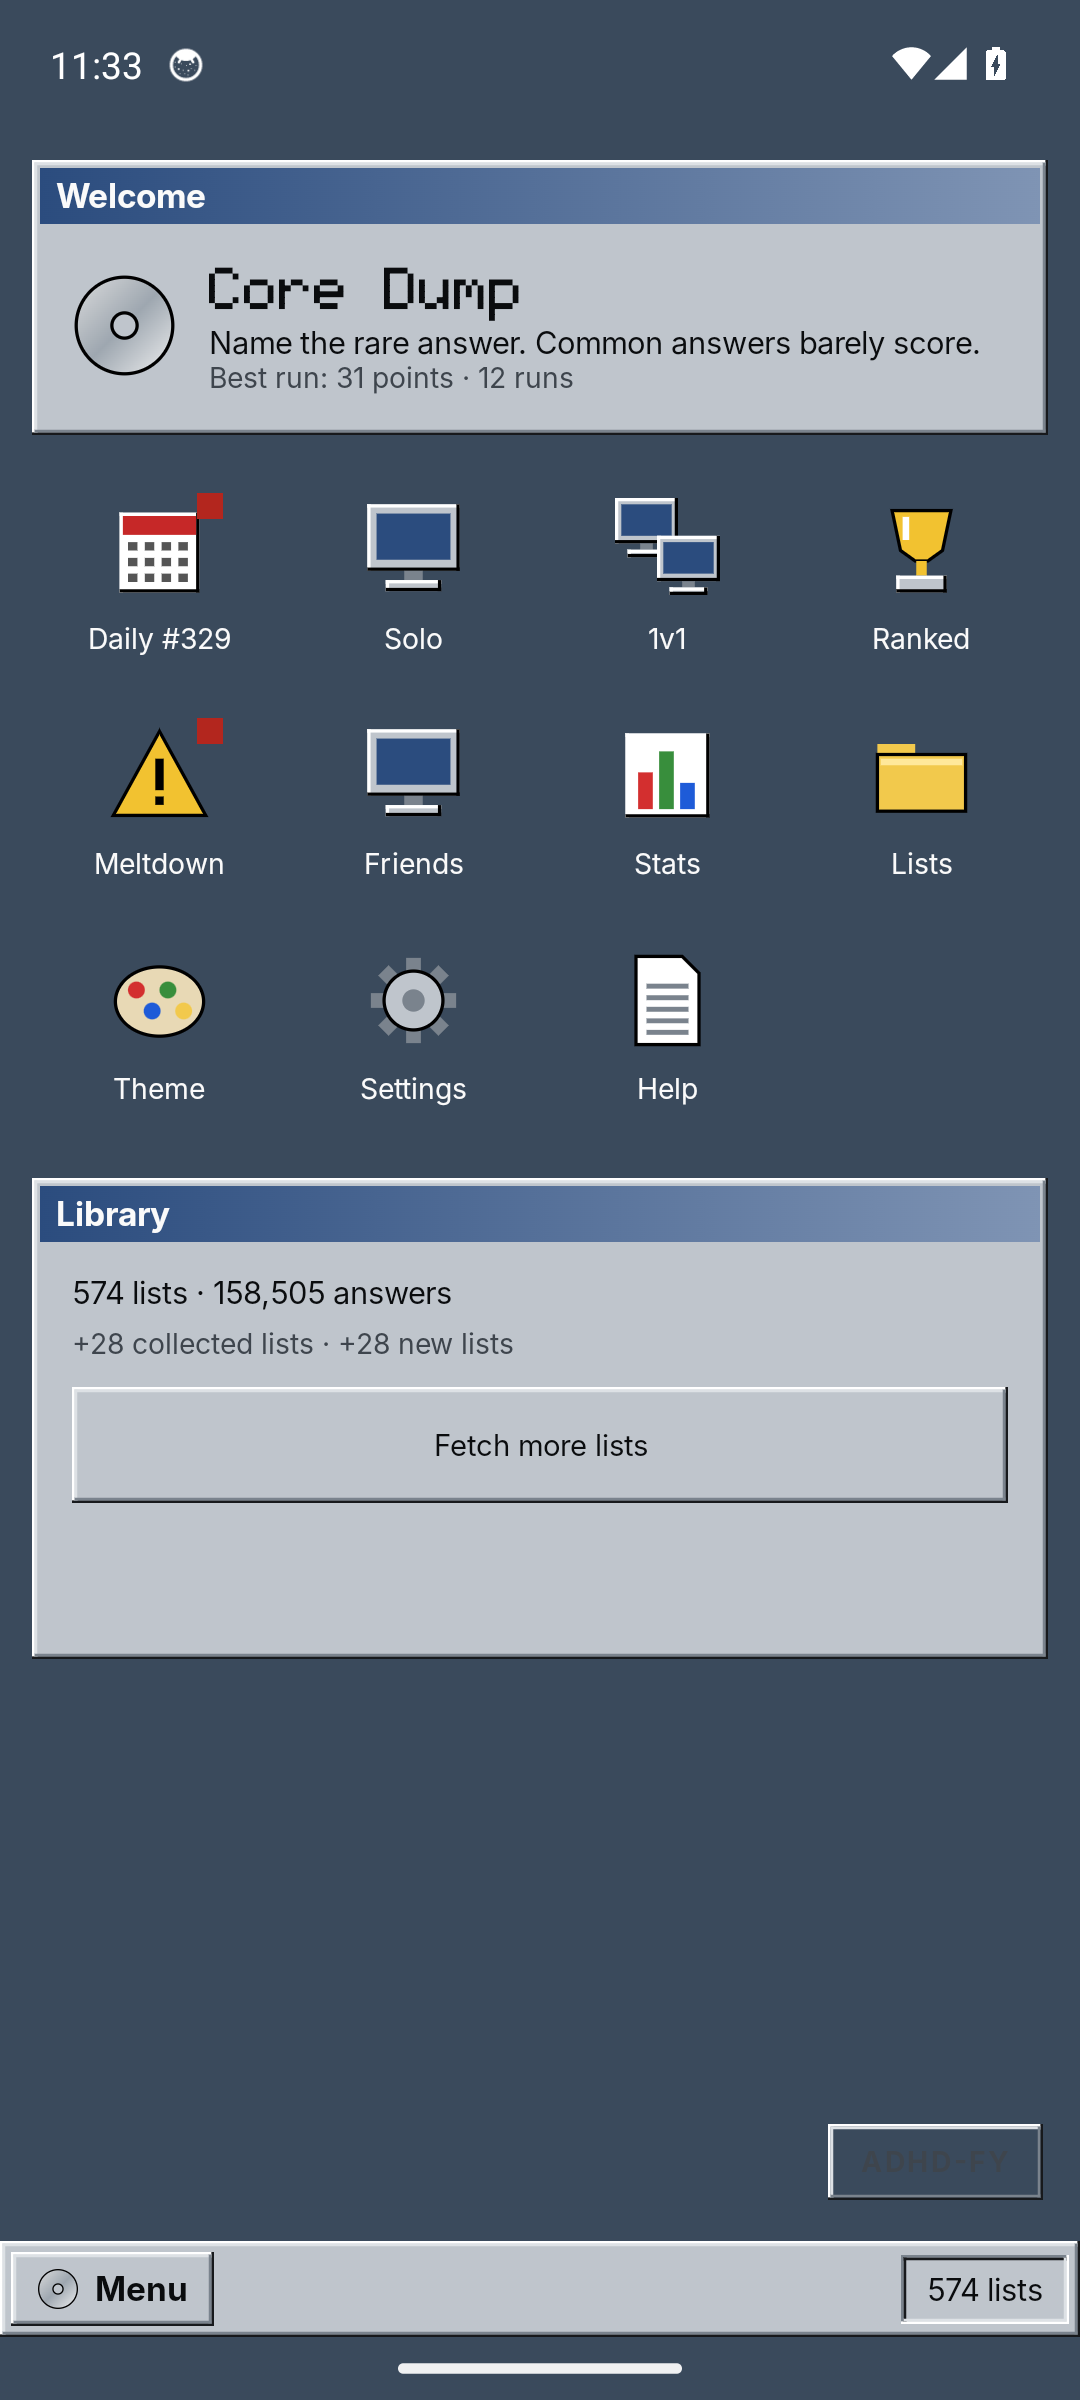 11:33
Welcome
Core Dump
Name the rare answer. Common answers barely score.
Best run: 31 points · 12 runs
Daily #329
Solo
1v1
Ranked
Meltdown
Friends
Stats
Lists
Theme
Settings
Help
Library
574 lists · 158,505 answers
+28 collected lists · +28 new lists
Fetch more lists
ADHD-FY
Menu
574 lists